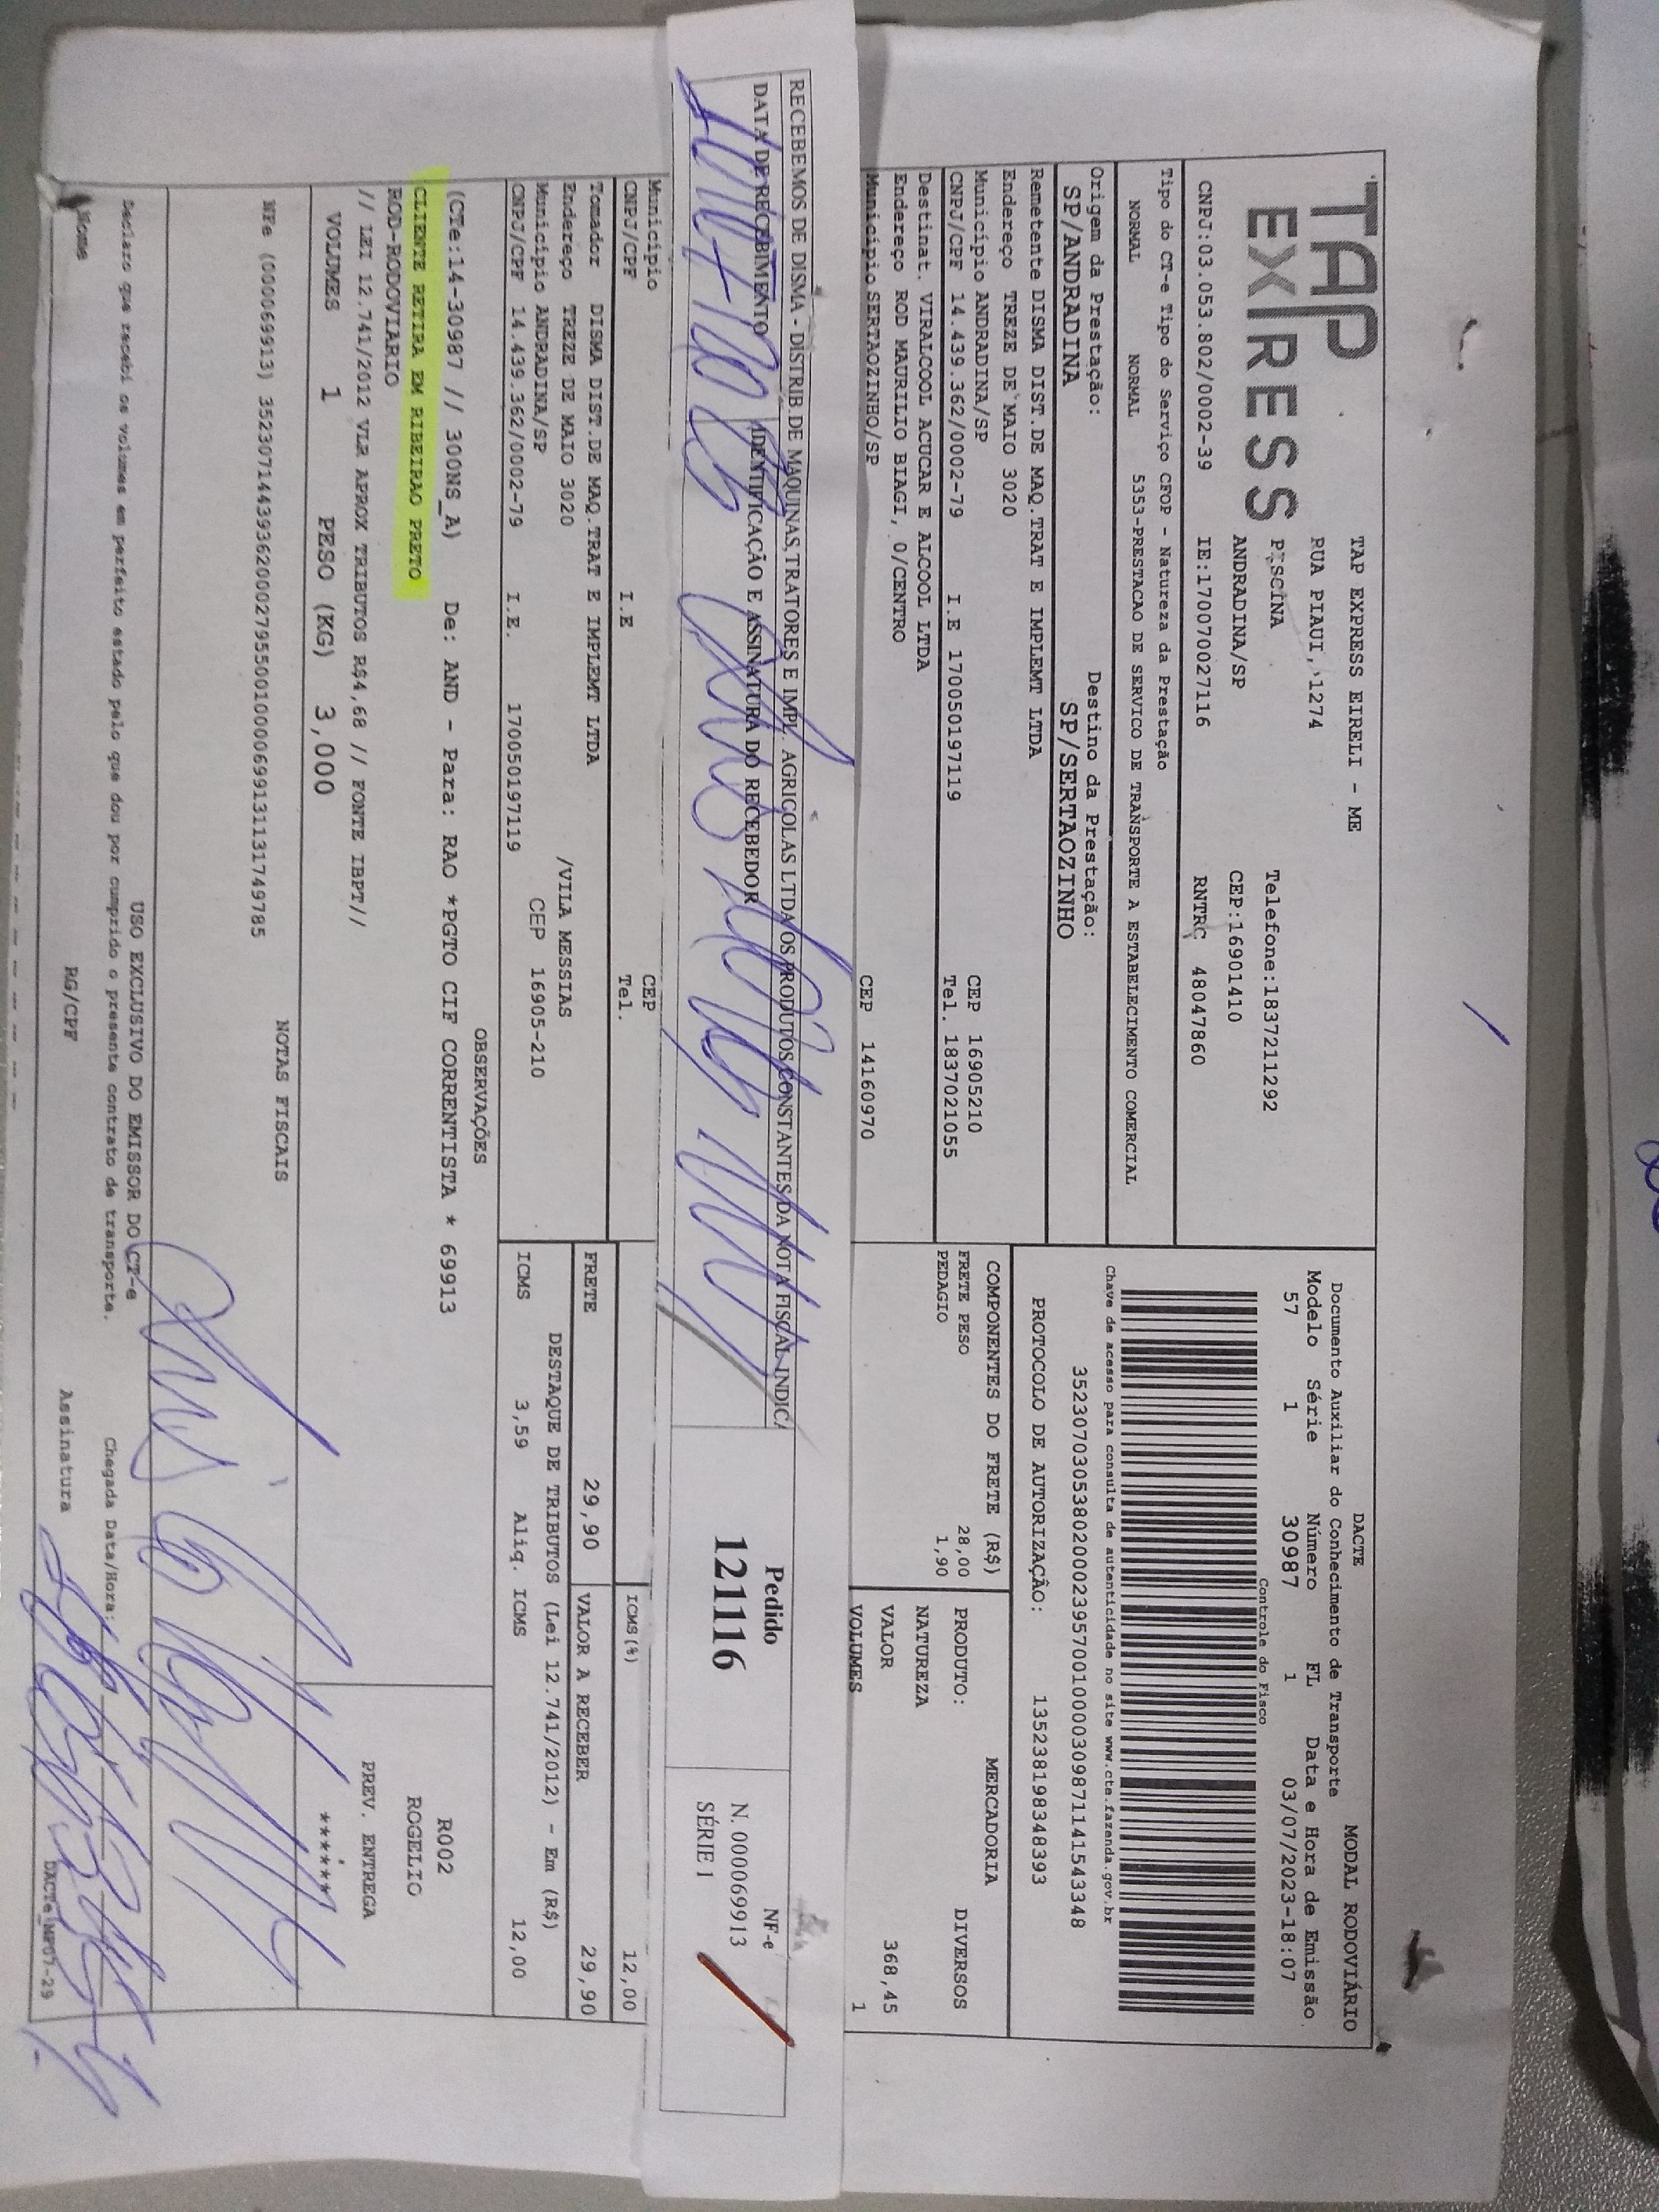 TAP EXPRESS
TAP EXPRESS EIRELI - ME
RUA PIAUI, 1274
PISCINA
ANDRADINA/SP
Telefone:1837211292
CEP:16901410
CNPJ:03.053.802/0002-39 IE:170070027116 RNTRC 48047860
DACTE MODAL RODOVIÁRIO
Documento Auxiliar do Conhecimento de Transporte
Modelo Série Número FL Data e Hora de Emissão
57 1 30987 1 03/07/2023-18:07
Controle do Fisco
Chave de acesso para consulta de autenticidade no site www.cte.fazenda.gov.br
35230703053802000239570010000309871141543348
PROTOCOLO DE AUTORIZAÇÃO: 135238198348393
Tipo do CT-e Tipo do Serviço CFOP - Natureza da Prestação
NORMAL NORMAL 5353-PRESTACAO DE SERVICO DE TRANSPORTE A ESTABELECIMENTO COMERCIAL
Origem da Prestação: Destino da Prestação:
SP/ANDRADINA SP/SERTAOZINHO
Remetente DISMA DIST.DE MAQ.TRAT E IMPLEMT LTDA
Endereço TREZE DE MAIO 3020
Município ANDRADINA/SP CEP 16905210
CNPJ/CPF 14.439.362/0002-79 I.E 170050197119 Tel. 1837021055
Destinat. VIRALCOOL ACUCAR E ALCOOL LTDA
Endereço ROD MAURILIO BIAGI, 0/CENTRO
Município SERTAOZINHO/SP CEP 14160970
COMPONENTES DO FRETE (R$)
FRETE PESO 28,00
PEDAGIO 1,90
MERCADORIA
PRODUTO: DIVERSOS
NATUREZA
VALOR 368,45
VOLUMES 1
RECEBEMOS DE DISMA - DISTRIB DE MAQUINAS,TRATORES E IMPL. AGRICOLAS LTDA OS PRODUTOS CONSTANTES DA NOTA FISCAL INDICA
DATA DE RECEBIMENTO IDENTIFICAÇÃO E ASSINATURA DO RECEBEDOR
Pedido
121116
NF-e
N. 000069913
SÉRIE 1
Município CEP
CNPJ/CPF I.E Tel.
ICMS(%) 12,00
Tomador DISMA DIST.DE MAQ.TRAT E IMPLEMT LTDA
Endereço TREZE DE MAIO 3020 /VILA MESSIAS
Município ANDRADINA/SP CEP 16905-210
CNPJ/CPF 14.439.362/0002-79 I.E. 170050197119
FRETE 29,90 VALOR A RECEBER 29,90
DESTAQUE DE TRIBUTOS (Lei 12.741/2012) - Em (R$)
ICMS 3,59 Aliq. ICMS 12,00
OBSERVAÇÕES
(CTe:14-30987 // 300NS_A) De: AND - Para: RAO *PGTO CIF CORRENTISTA * 69913
CLIENTE RETIRA EM RIBEIRAO PRETO
ROD-RODOVIARIO
// LEI 12.741/2012 VLR APROX TRIBUTOS R$4,68 // FONTE IBPT//
R002
ROGELIO
PREV. ENTREGA
******
VOLUMES 1 PESO (KG) 3,000
NOTAS FISCAIS
NFe (000069913) 35230714439362000279550010000699131131749785
USO EXCLUSIVO DO EMISSOR DO CT-e
Declaro que recebi os volumes em perfeito estado pelo que dou por cumprido o presente contrato de transporte. Chegada Data/Hora:
Nome RG/CPF Assinatura
DACTe_MP07-29